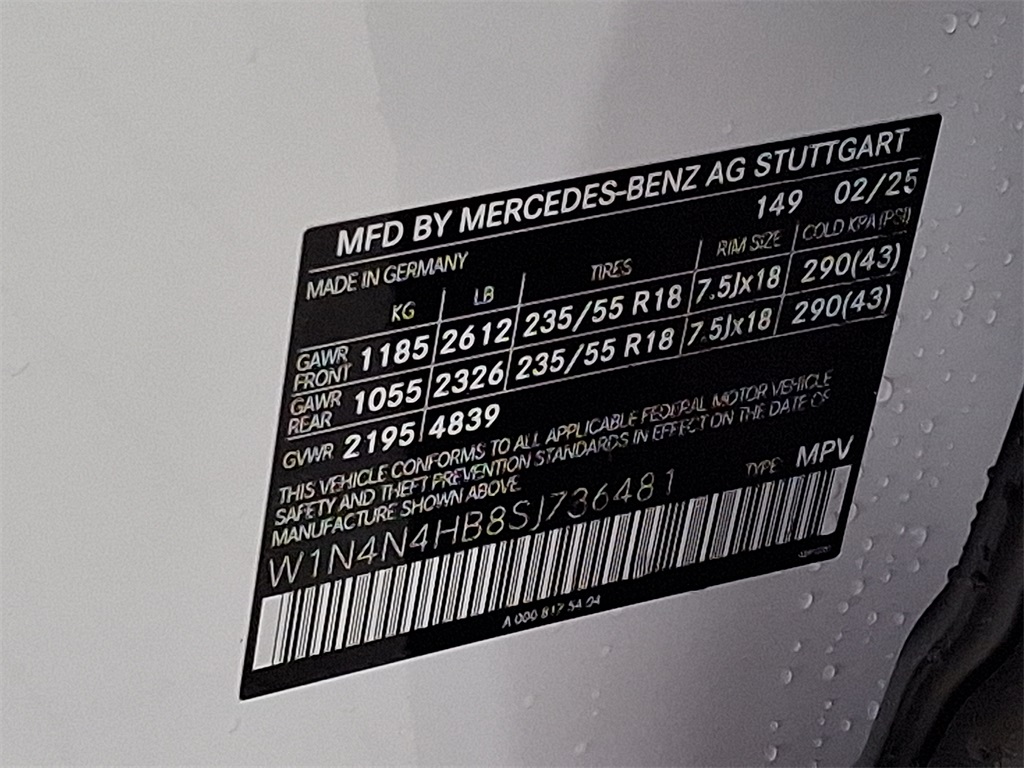 MFD BY MERCEDES-BENZ AG STUTTGART
MADE IN GERMANY 149 02/25
KG LB TIRES RIM SIZE COLD KPA (PSI)
GAWR FRONT 1185 2612 235/55 R18 7.5Jx18 290(43)
GAWR REAR 1055 2326 235/55 R18 7.5Jx18 290(43)
GVWR 2195 4839
THIS VEHICLE CONFORMS TO ALL APPLICABLE FEDERAL MOTOR VEHICLE
SAFETY AND THEFT PREVENTION STANDARDS IN EFFECT ON THE DATE OF
MANUFACTURE SHOWN ABOVE.
W1N4N4HB8SJ736481 TYPE: MPV
A 000 817 54 04